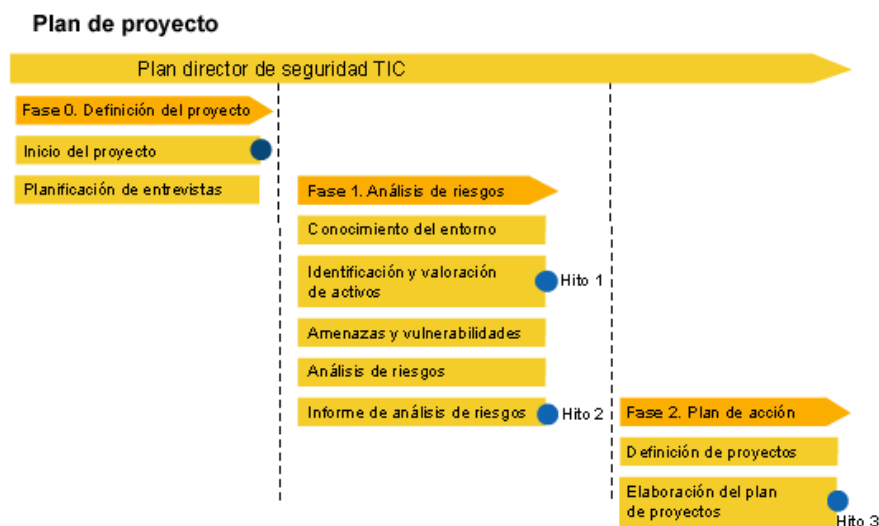 Plan de proyecto
Plan director de seguridad TIC
Fase 0. Definición del proyecto
Inicio del proyecto
Planificación de entrevistas
Fase 1. Análisis de riesgos
Conocimiento del entorno
Identificación y valoración
de activos
Hito 1
Amenazas y vulnerabilidades
Análisis de riesgos
Informe de análisis de riesgos
Hito 2
Fase 2. Plan de acción
Definición de proyectos
Elaboración del plan
de proyectos
Hito 3